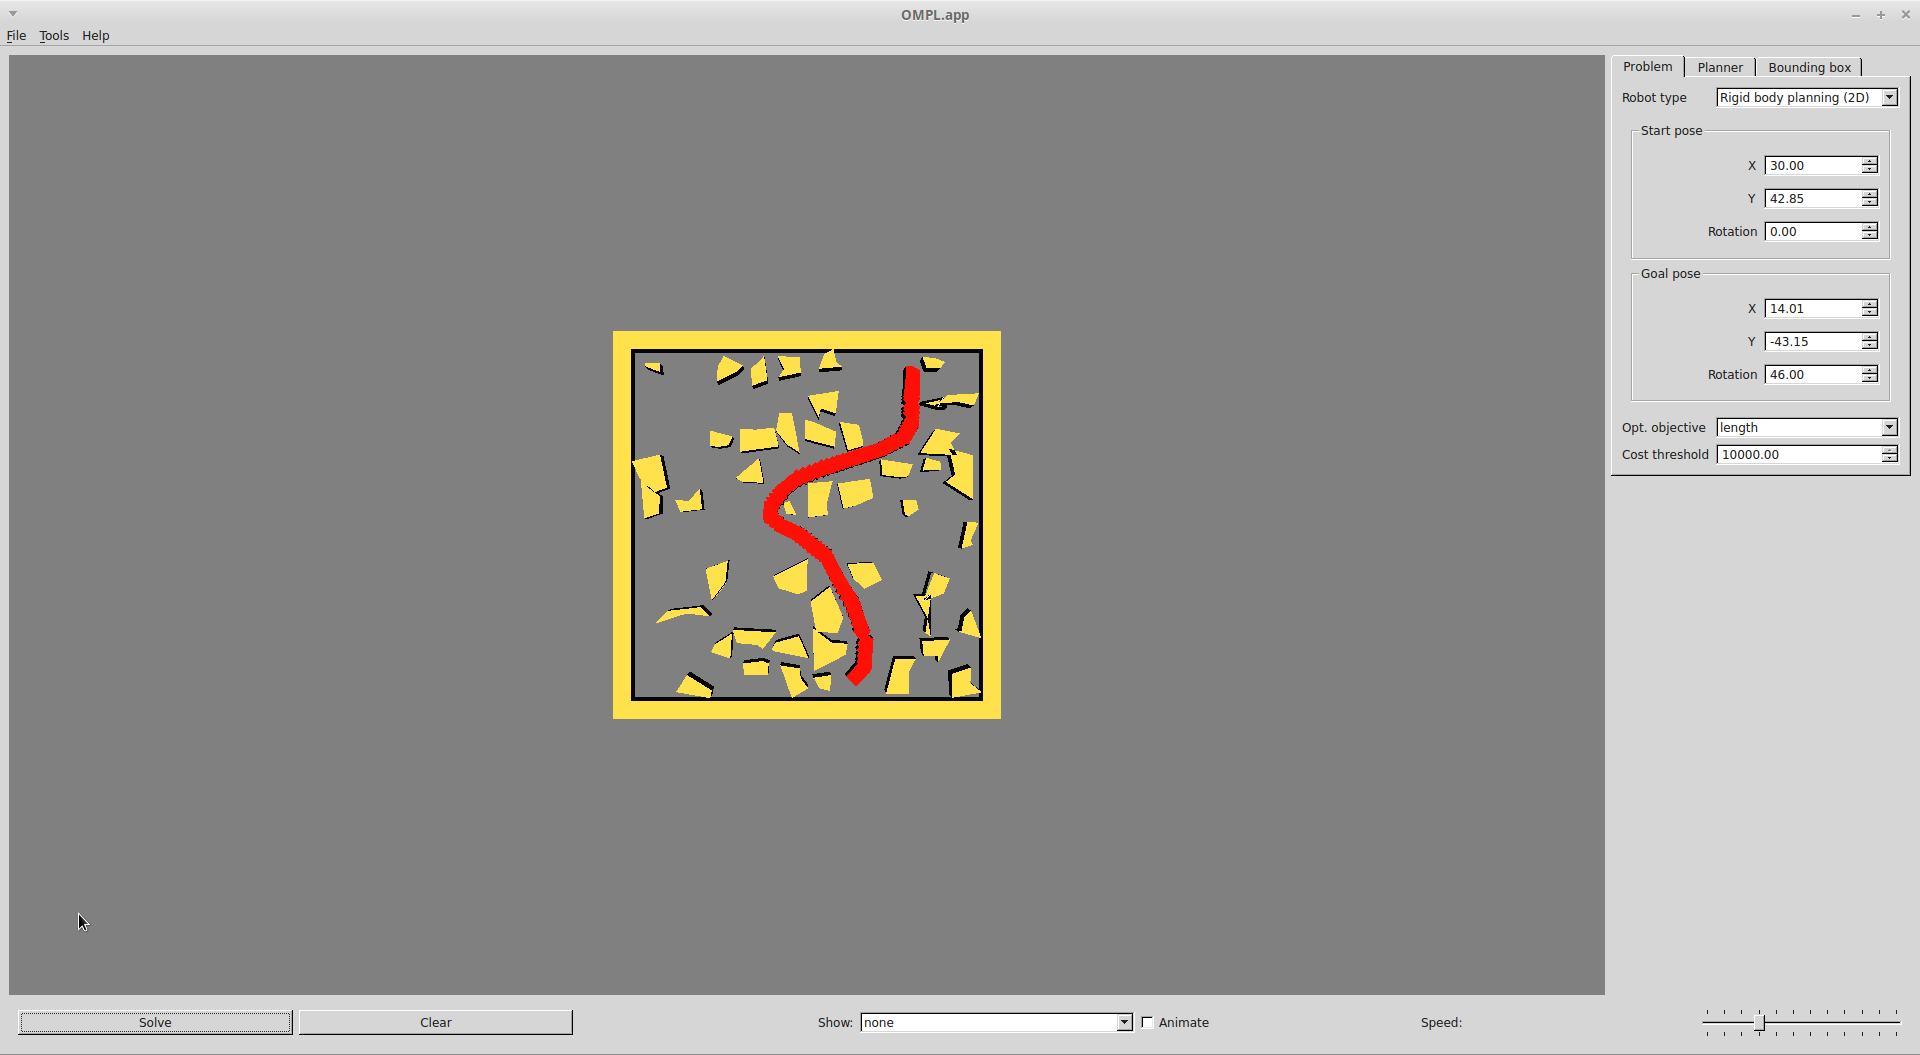 OMPL.app
File Tools Help
Problem Planner Bounding box
Robot type Rigid body planning (2D)
Start pose
X 30.00
Y 42.85
Rotation 0.00
Goal pose
X 14.01
Y -43.15
Rotation 46.00
Opt. objective length
Cost threshold 10000.00
Solve Clear Show: none Animate Speed: